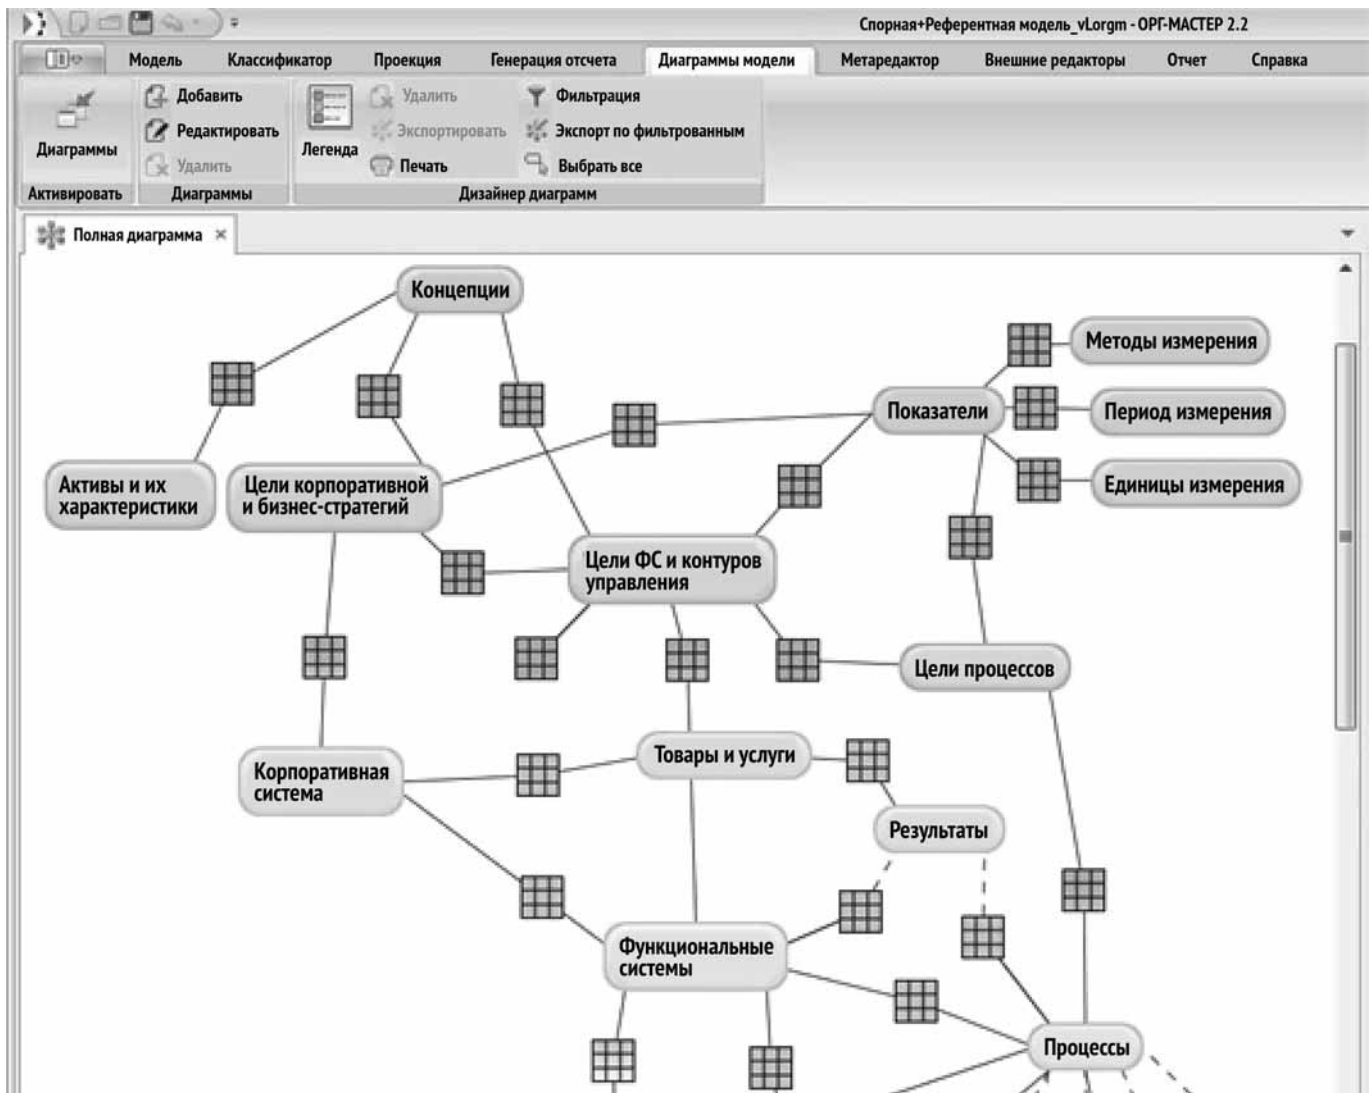 Спорная+Референтная модель_vLorgm - ОРГ-МАСТЕР 2.2
Модель
Классификатор
Проекция
Генерация отсчета
Диаграммы модели
Метаредактор
Внешние редакторы
Отчет
Справка
Диаграммы
Активировать
Добавить
Редактировать
Удалить
Диаграммы
Легенда
Удалить
Экспортировать
Печать
Фильтрация
Экспорт по фильтрованным
Выбрать все
Дизайнер диаграмм
Полная диаграмма
Концепции
Методы измерения
Показатели
Период измерения
Активы и их
характеристики
Цели корпоративной
и бизнес-стратегий
Единицы измерения
Цели ФС и контуров
управления
Цели процессов
Товары и услуги
Корпоративная
система
Результаты
Функциональные
системы
Процессы